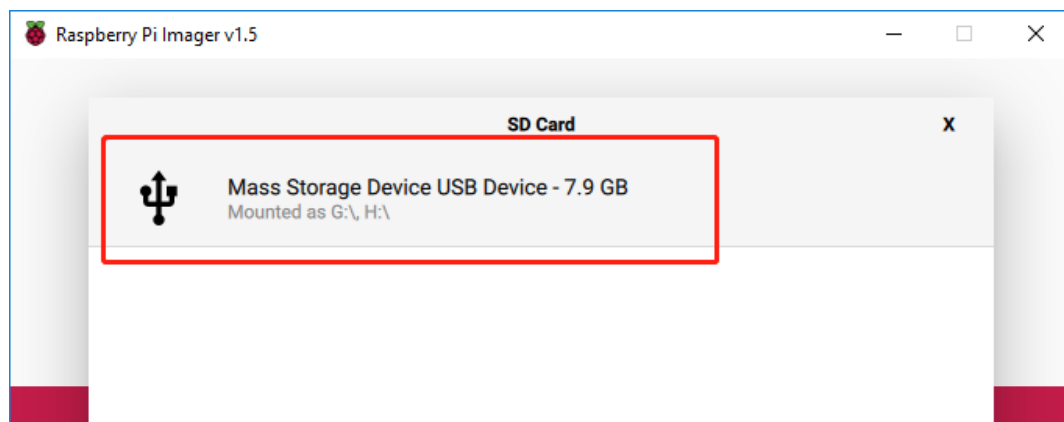 Raspberry Pi Imager v1.5
SD Card X
Mass Storage Device USB Device - 7.9 GB
Mounted as G:\, H:\